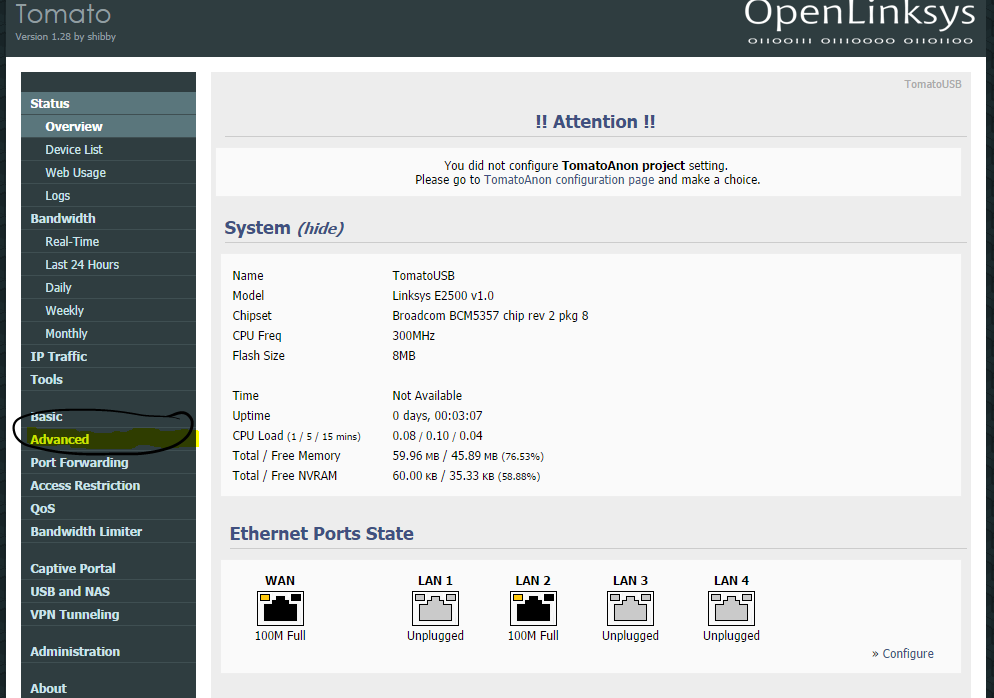 Tomato
Version 1.28 by shibby
OpenLinksys
01100111 01110000 01101100
Status
Overview
Device List
Web Usage
Logs
Bandwidth
Real-Time
Last 24 Hours
Daily
Weekly
Monthly
IP Traffic
Tools
Basic
Advanced
Port Forwarding
Access Restriction
QoS
Bandwidth Limiter
Captive Portal
USB and NAS
VPN Tunneling
Administration
About
TomatoUSB
!! Attention !!
You did not configure TomatoAnon project setting.
Please go to TomatoAnon configuration page and make a choice.
System (hide)
Name TomatoUSB
Model Linksys E2500 v1.0
Chipset Broadcom BCM5357 chip rev 2 pkg 8
CPU Freq 300MHz
Flash Size 8MB
Time Not Available
Uptime 0 days, 00:03:07
CPU Load (1 / 5 / 15 mins) 0.08 / 0.10 / 0.04
Total / Free Memory 59.96 MB / 45.89 MB (76.53%)
Total / Free NVRAM 60.00 KB / 35.33 KB (58.88%)
Ethernet Ports State
WAN LAN 1 LAN 2 LAN 3 LAN 4
100M Full Unplugged 100M Full Unplugged Unplugged
» Configure